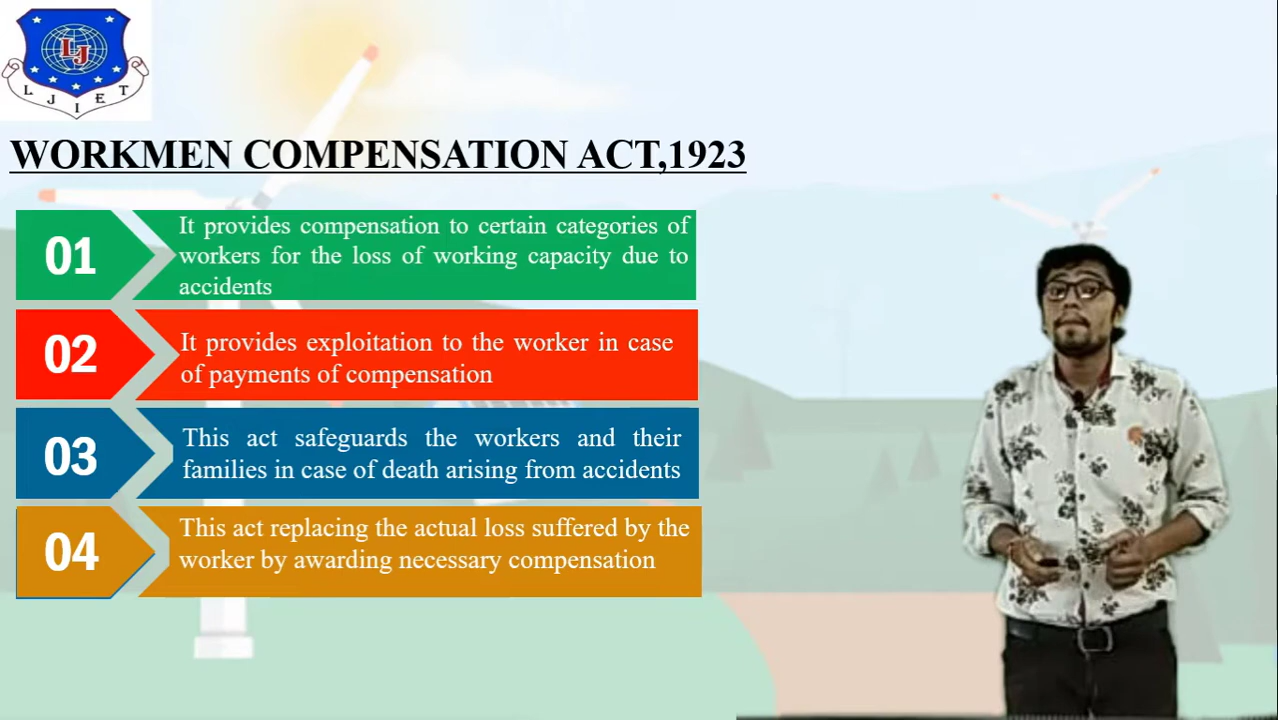 LJ
L J I E T
WORKMEN COMPENSATION ACT,1923
01
It provides compensation to certain categories of
workers for the loss of working capacity due to
accidents
02
It provides exploitation to the worker in case
of payments of compensation
03
This act safeguards the workers and their
families in case of death arising from accidents
04
This act replacing the actual loss suffered by the
worker by awarding necessary compensation